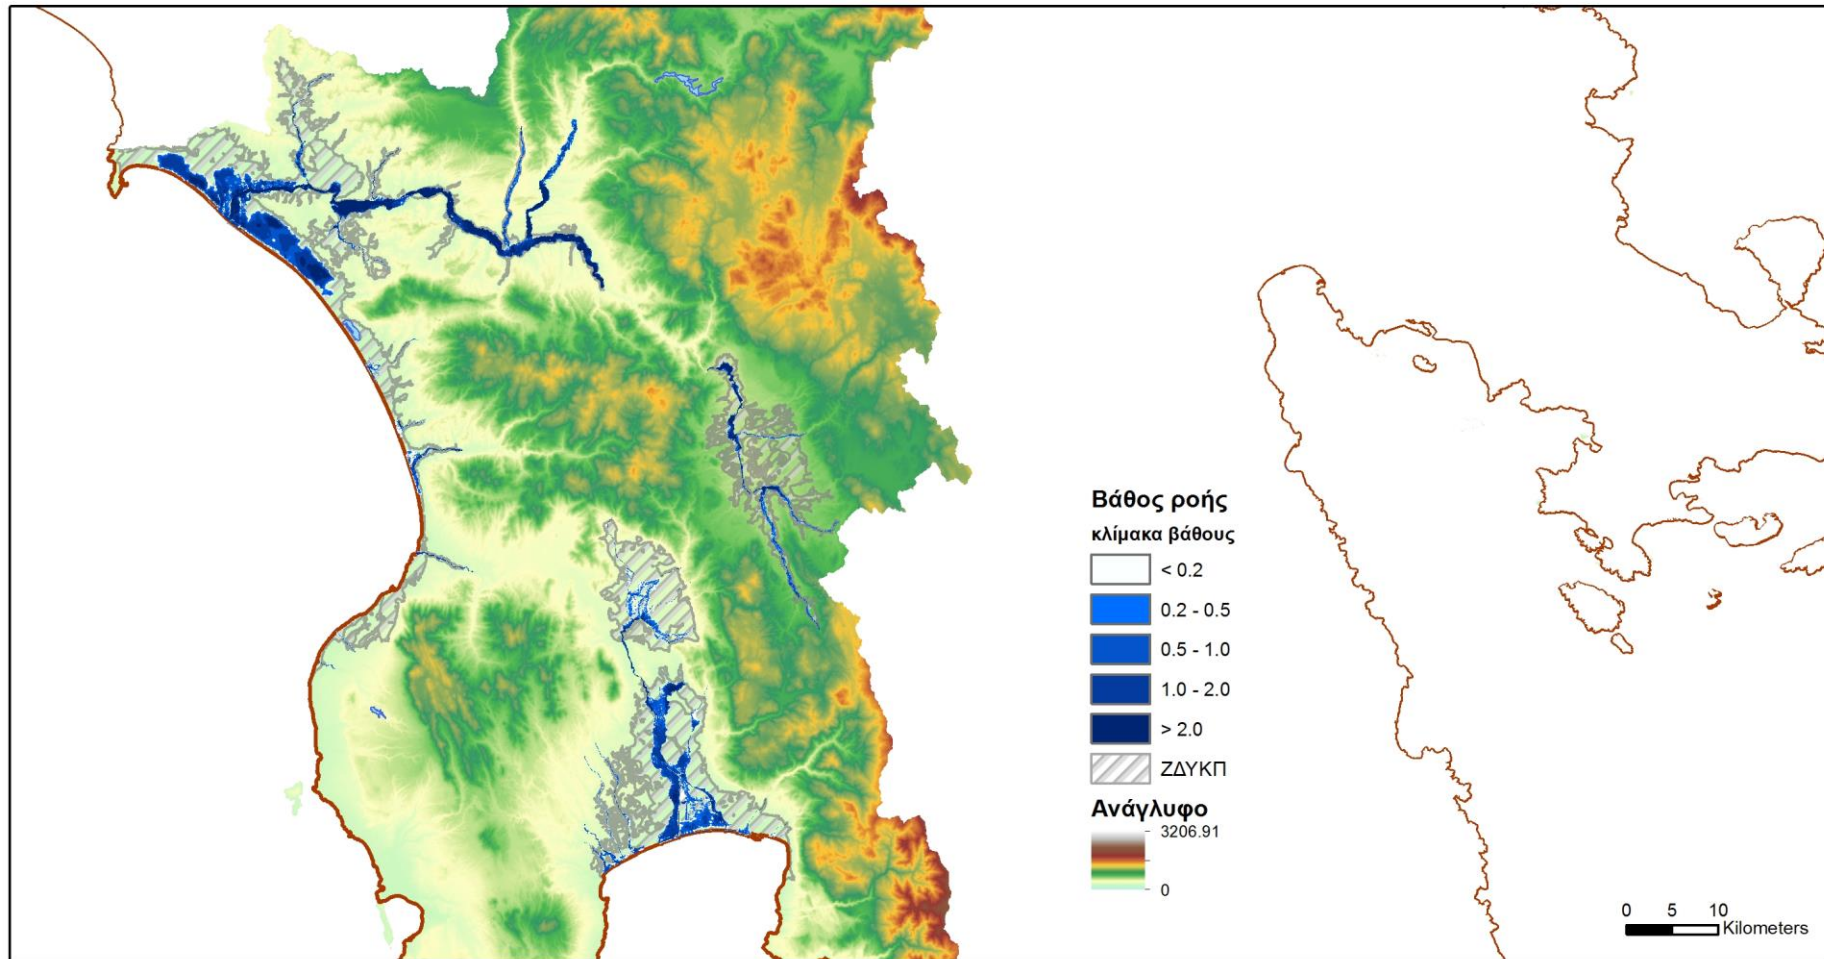 Βάθος ροής
κλίμακα βάθους
< 0.2
0.2 - 0.5
0.5 - 1.0
1.0 - 2.0
> 2.0
ΖΔΥΚΠ
Ανάγλυφο
3206.91
0
0 5 10
Kilometers